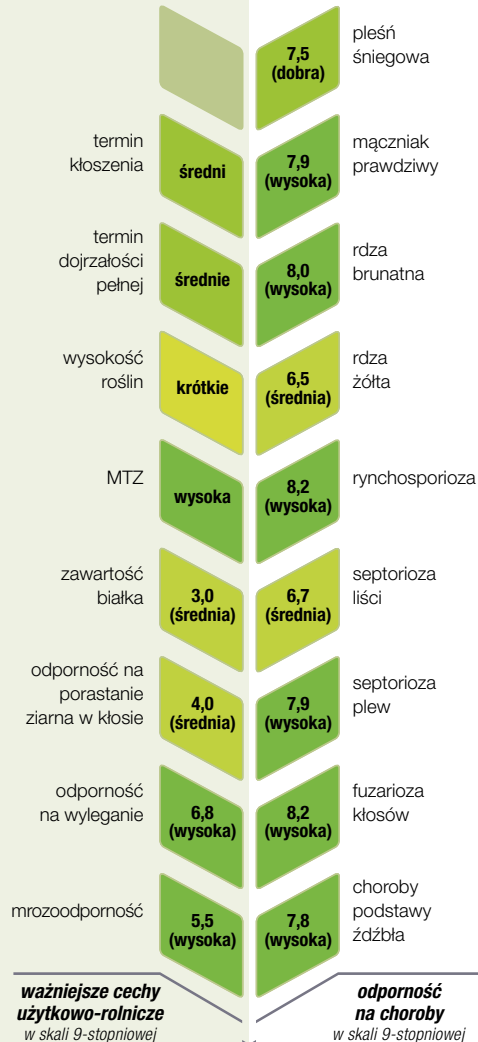 7,5
(dobra)
pleśń
śniegowa
termin
kłoszenia
średni
7,9
(wysoka)
mączniak
prawdziwy
termin
dojrzałości
pełnej
średnie
8,0
(wysoka)
rdza
brunatna
wysokość
roślin
krótkie
6,5
(średnia)
rdza
żółta
MTZ
wysoka
8,2
(wysoka)
rynchosporioza
zawartość
białka
3,0
(średnia)
6,7
(średnia)
septorioza
liści
odporność na
porastanie
ziarna w kłosie
4,0
(średnia)
7,9
(wysoka)
septorioza
plew
odporność
na wyleganie
6,8
(wysoka)
8,2
(wysoka)
fuzarioza
kłosów
mrozoodporność
5,5
(wysoka)
7,8
(wysoka)
choroby
podstawy
źdźbła
ważniejsze cechy
użytkowo-rolnicze
w skali 9-stopniowej
odporność
na choroby
w skali 9-stopniowej